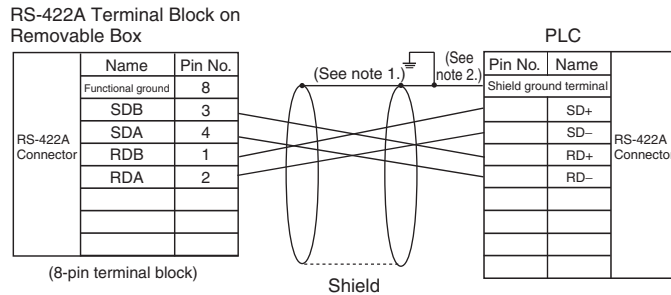 RS-422A Terminal Block on
Removable Box
PLC
Name Pin No.
Functional ground 8
SDB 3
SDA 4
RDB 1
RDA 2
RS-422A
Connector
(8-pin terminal block)
(See note 1.)
(See
note 2.)
Shield
Pin No. Name
Shield ground terminal
SD+
SD–
RD+
RD–
RS-422A
Connector